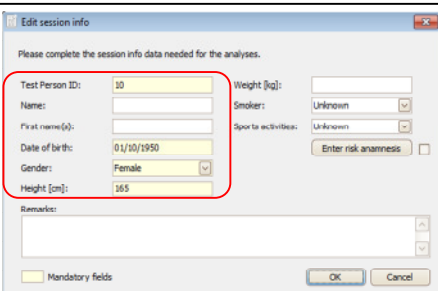 Edit session info
Please complete the session info data needed for the analyses.
Test Person ID: 10 Weight [kg]:
Name: Smoker: Unknown
First name(s): Sports activities: Unknown
Date of birth: 01/10/1950 Enter risk anamnesis
Gender: Female
Height [cm]: 165
Remarks:
Mandatory fields OK Cancel